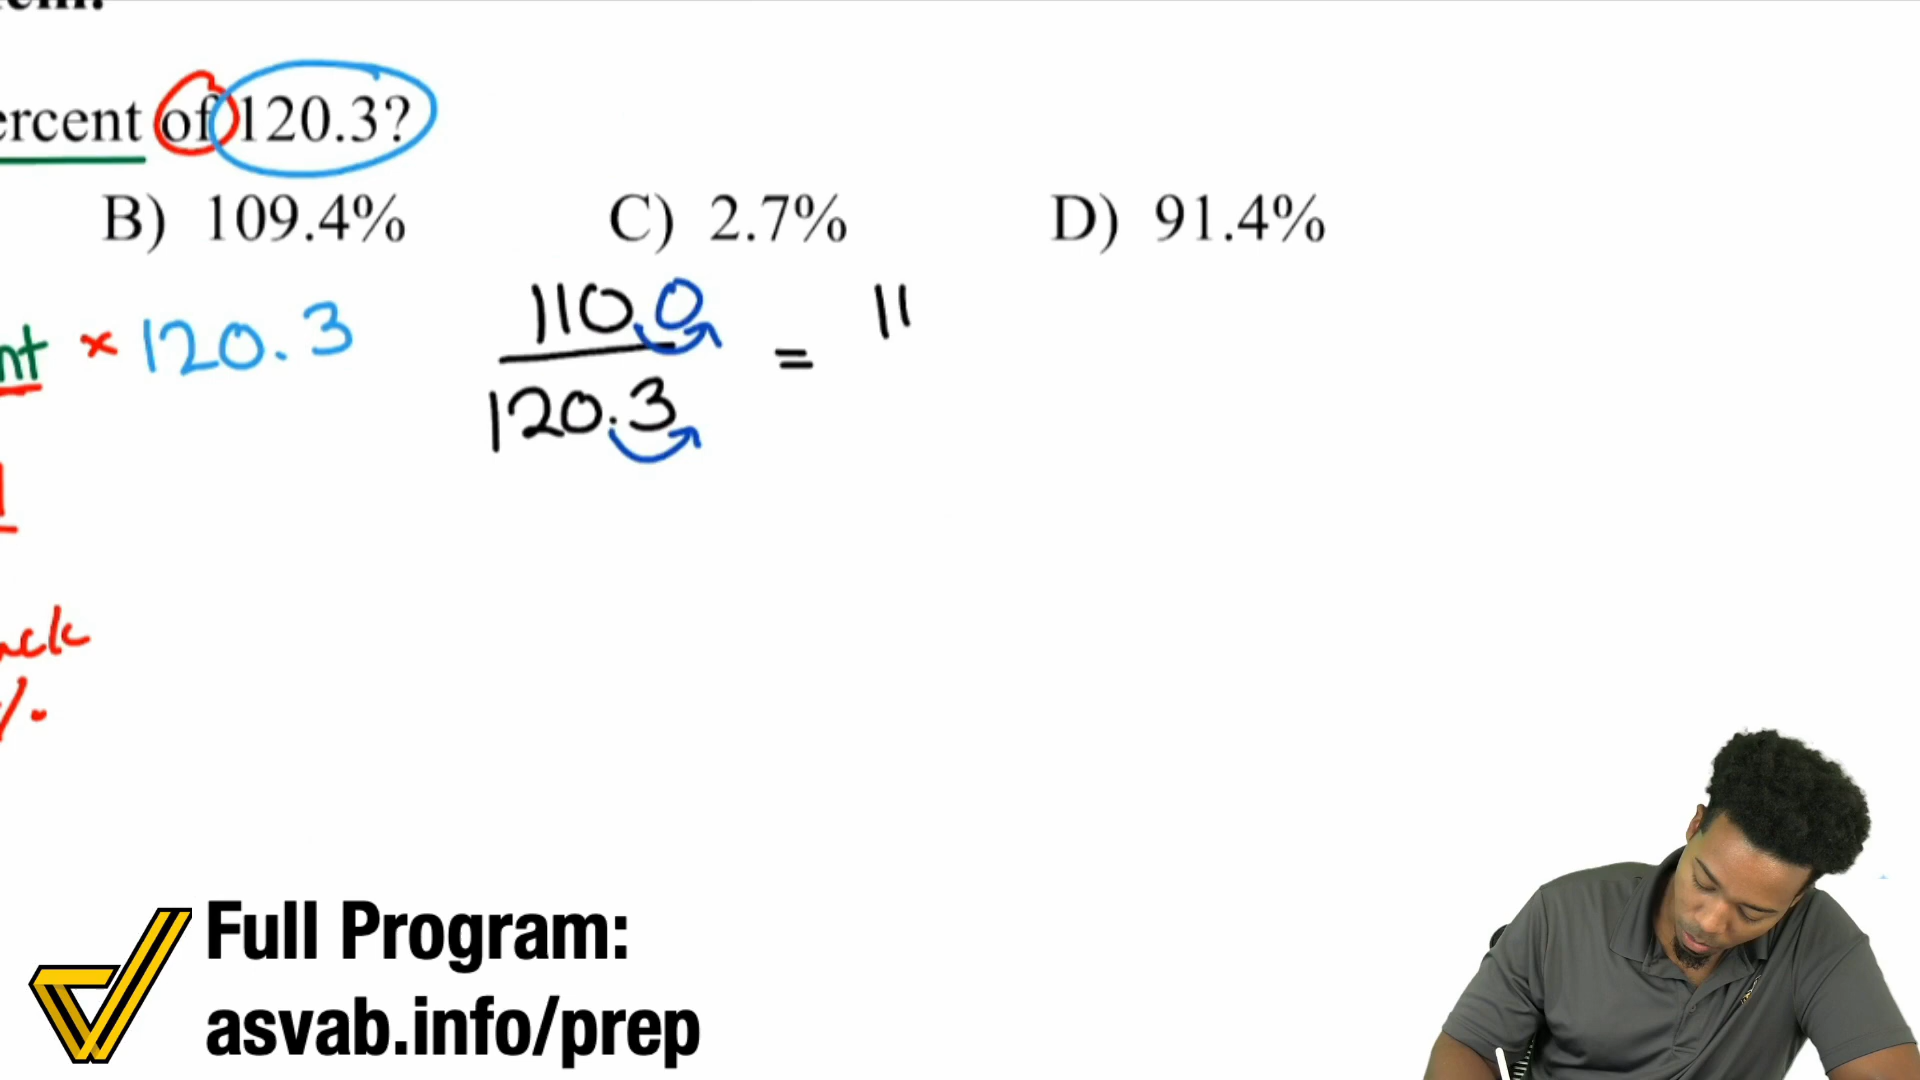 ercent of 120.3?
B) 109.4% C) 2.7% D) 91.4%
nt × 120.3
110.0
120.3
= 11
ack
%
Full Program:
asvab.info/prep